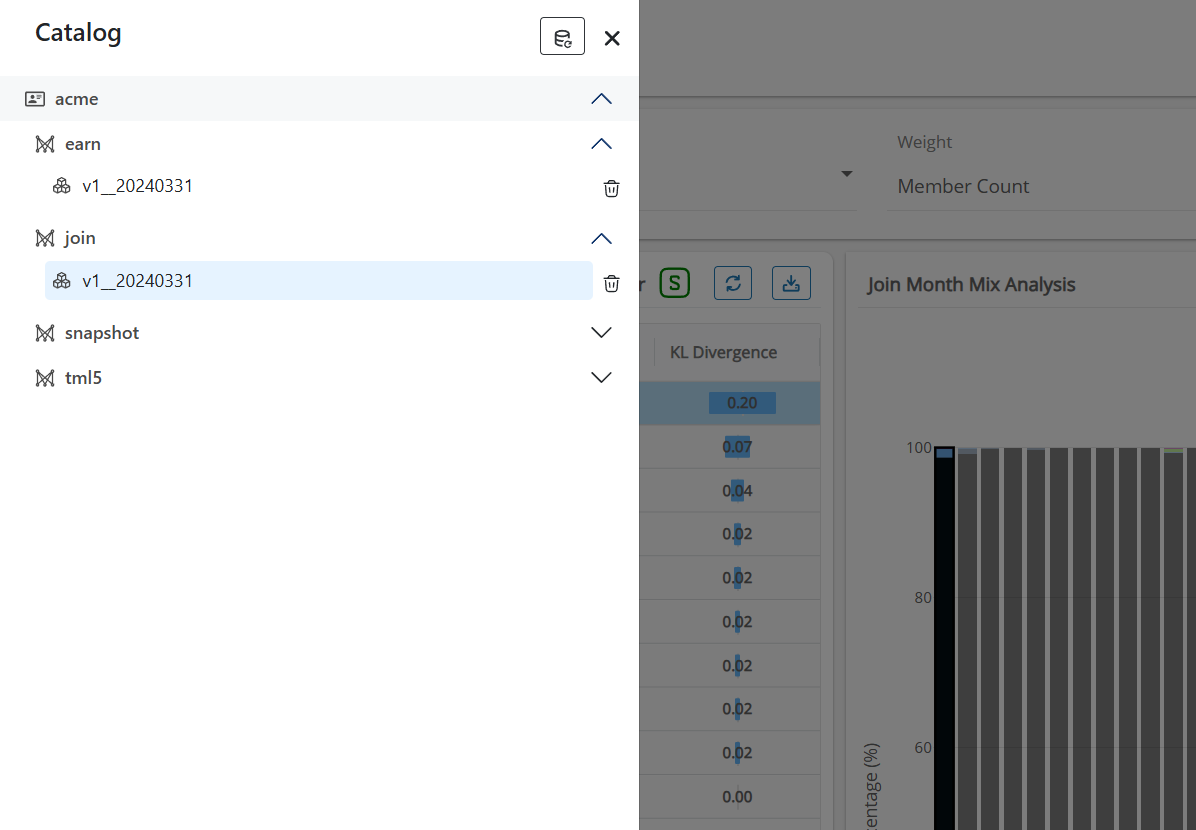 Catalog
acme
earn
v1__20240331
join
v1__20240331
snapshot
tml5
Weight
Member Count
r
S
Join Month Mix Analysis
KL Divergence
0.20
0.07
0.04
0.02
0.02
0.02
0.02
0.02
0.02
0.00
100
80
60
centage (%)